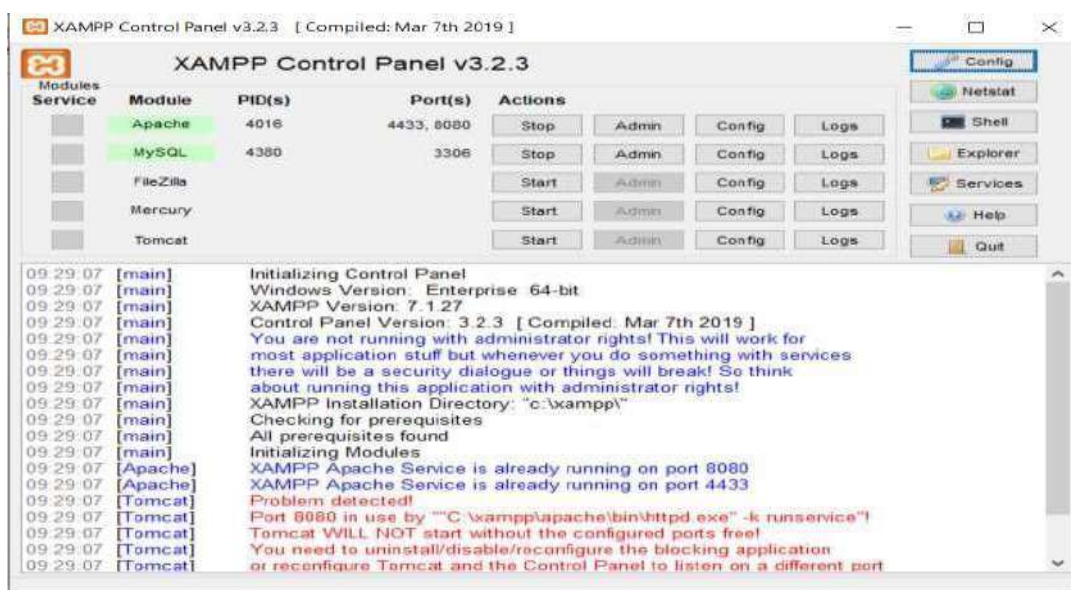 XAMPP Control Panel v3.2.3 [ Compiled: Mar 7th 2019 ]
XAMPP Control Panel v3.2.3
Config
Modules
Service Module PID(s) Port(s) Actions
Netstat
Apache 4016 4433, 8080 Stop Admin Config Logs
Shell
MySQL 4380 3306 Stop Admin Config Logs
Explorer
FileZilla Start Admin Config Logs
Services
Mercury Start Admin Config Logs
Help
Tomcat Start Admin Config Logs
Quit
09:29:07 [main] Initializing Control Panel
09:29:07 [main] Windows Version: Enterprise 64-bit
09:29:07 [main] XAMPP Version: 7.1.27
09:29:07 [main] Control Panel Version: 3.2.3 [ Compiled: Mar 7th 2019 ]
09:29:07 [main] You are not running with administrator rights! This will work for
09:29:07 [main] most application stuff but whenever you do something with services
09:29:07 [main] there will be a security dialogue or things will break! So think
09:29:07 [main] about running this application with administrator rights!
09:29:07 [main] XAMPP Installation Directory: "c:\xampp\"
09:29:07 [main] Checking for prerequisites
09:29:07 [main] All prerequisites found
09:29:07 [main] Initializing Modules
09:29:07 [Apache] XAMPP Apache Service is already running on port 8080
09:29:07 [Apache] XAMPP Apache Service is already running on port 4433
09:29:07 [Tomcat] Problem detected!
09:29:07 [Tomcat] Port 8080 in use by ""C:\xampp\apache\bin\httpd.exe" -k runservice"!
09:29:07 [Tomcat] Tomcat WILL NOT start without the configured ports free!
09:29:07 [Tomcat] You need to uninstall/disable/reconfigure the blocking application
09:29:07 [Tomcat] or reconfigure Tomcat and the Control Panel to listen on a different port